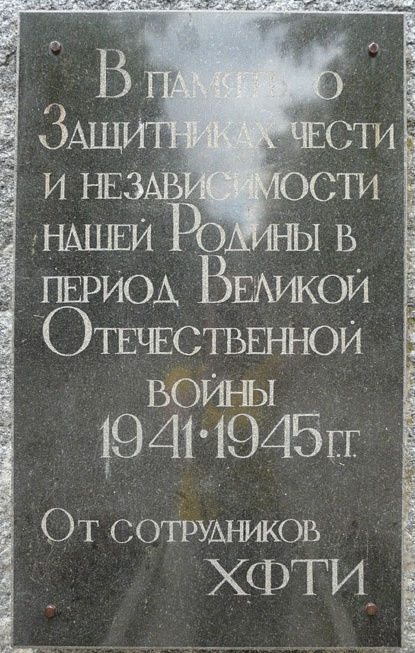 В память о
Защитниках чести
и независимости
нашей Родины в
период Великой
Отечественной
войны
1941·1945 г.г.
От сотрудников
ХФТИ